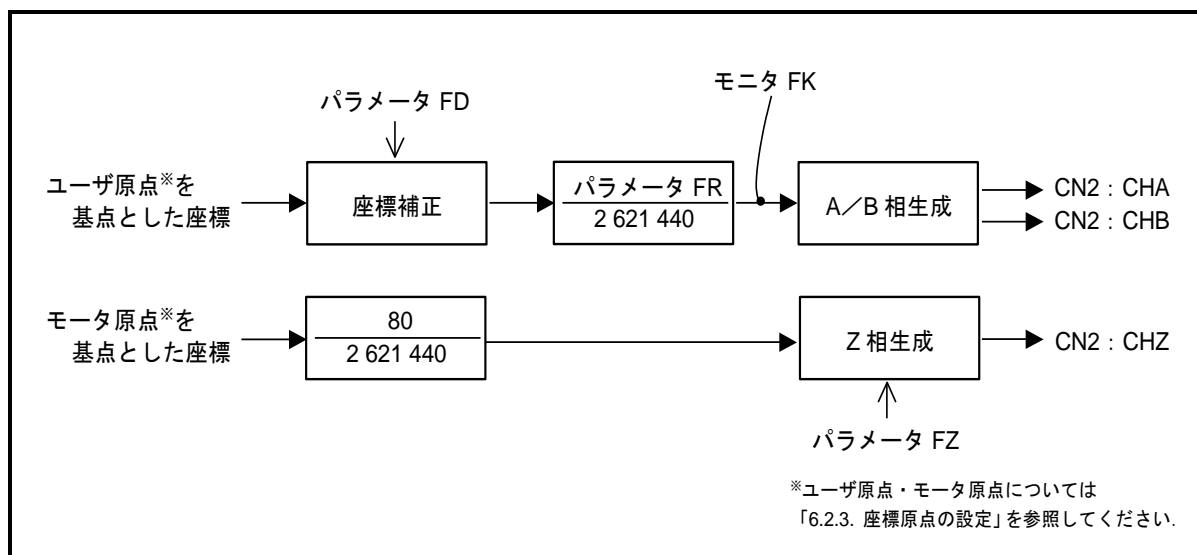 モニタ FK
パラメータ FD
ユーザ原点※を
基点とした座標
座標補正
パラメータ FR
2 621 440
A／B 相生成
CN2：CHA
CN2：CHB
モータ原点※を
基点とした座標
80
2 621 440
Z 相生成
CN2：CHZ
パラメータ FZ
※ユーザ原点・モータ原点については
「6.2.3. 座標原点の設定」を参照してください.